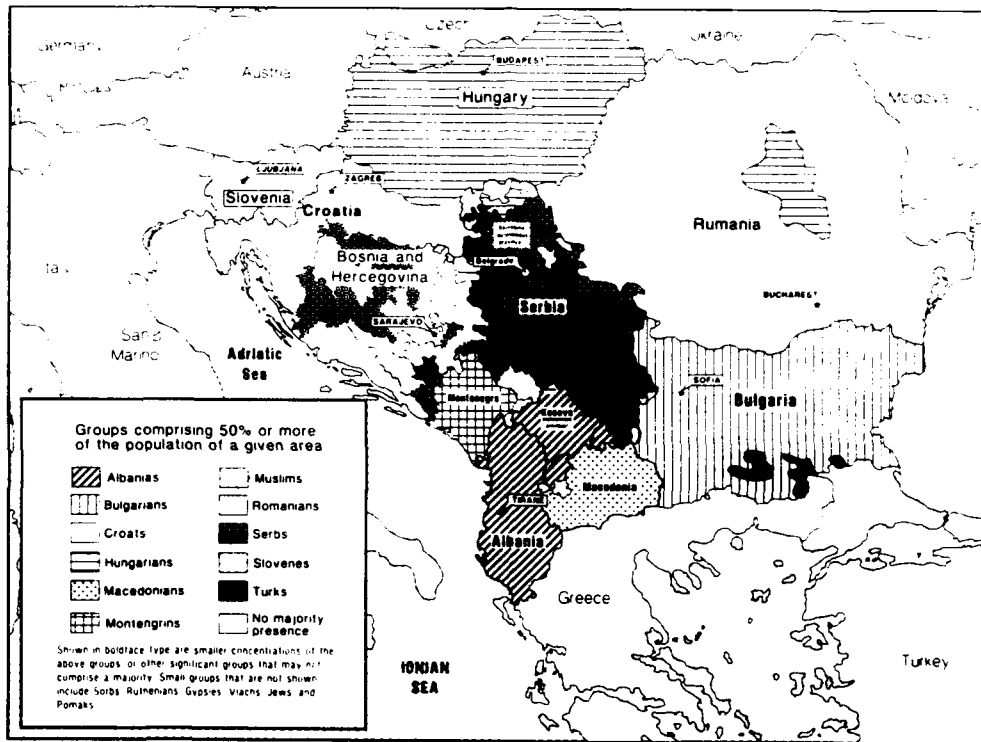 Czech
Ukraine
Germany
Austria
BUDAPEST
Hungary
Moldova
LJUBJANA
ZAGREB
Slovenia
Croatia
Rumania
Bosnia and
Hercegovina
Belgrade
Serbia
BUCHAREST
SARAJEVO
San
Marino
Adriatic
Sea
SOFIA
Bulgaria
Montenegro
Kosovo
Macedonia
TIRANE
Albania
Greece
Turkey
IONIAN
SEA
Groups comprising 50% or more
of the population of a given area
Albanias
Muslims
Bulgarians
Romanians
Croats
Serbs
Hungarians
Slovenes
Macedonians
Turks
Montengrins
No majority
presence
Shown in boldface type are smaller concentrations of the
above groups or other significant groups that may not
comprise a majority. Small groups that are not shown
include Sorbs, Ruthenians, Gypsies, Vlachs, Jews and
Pomaks